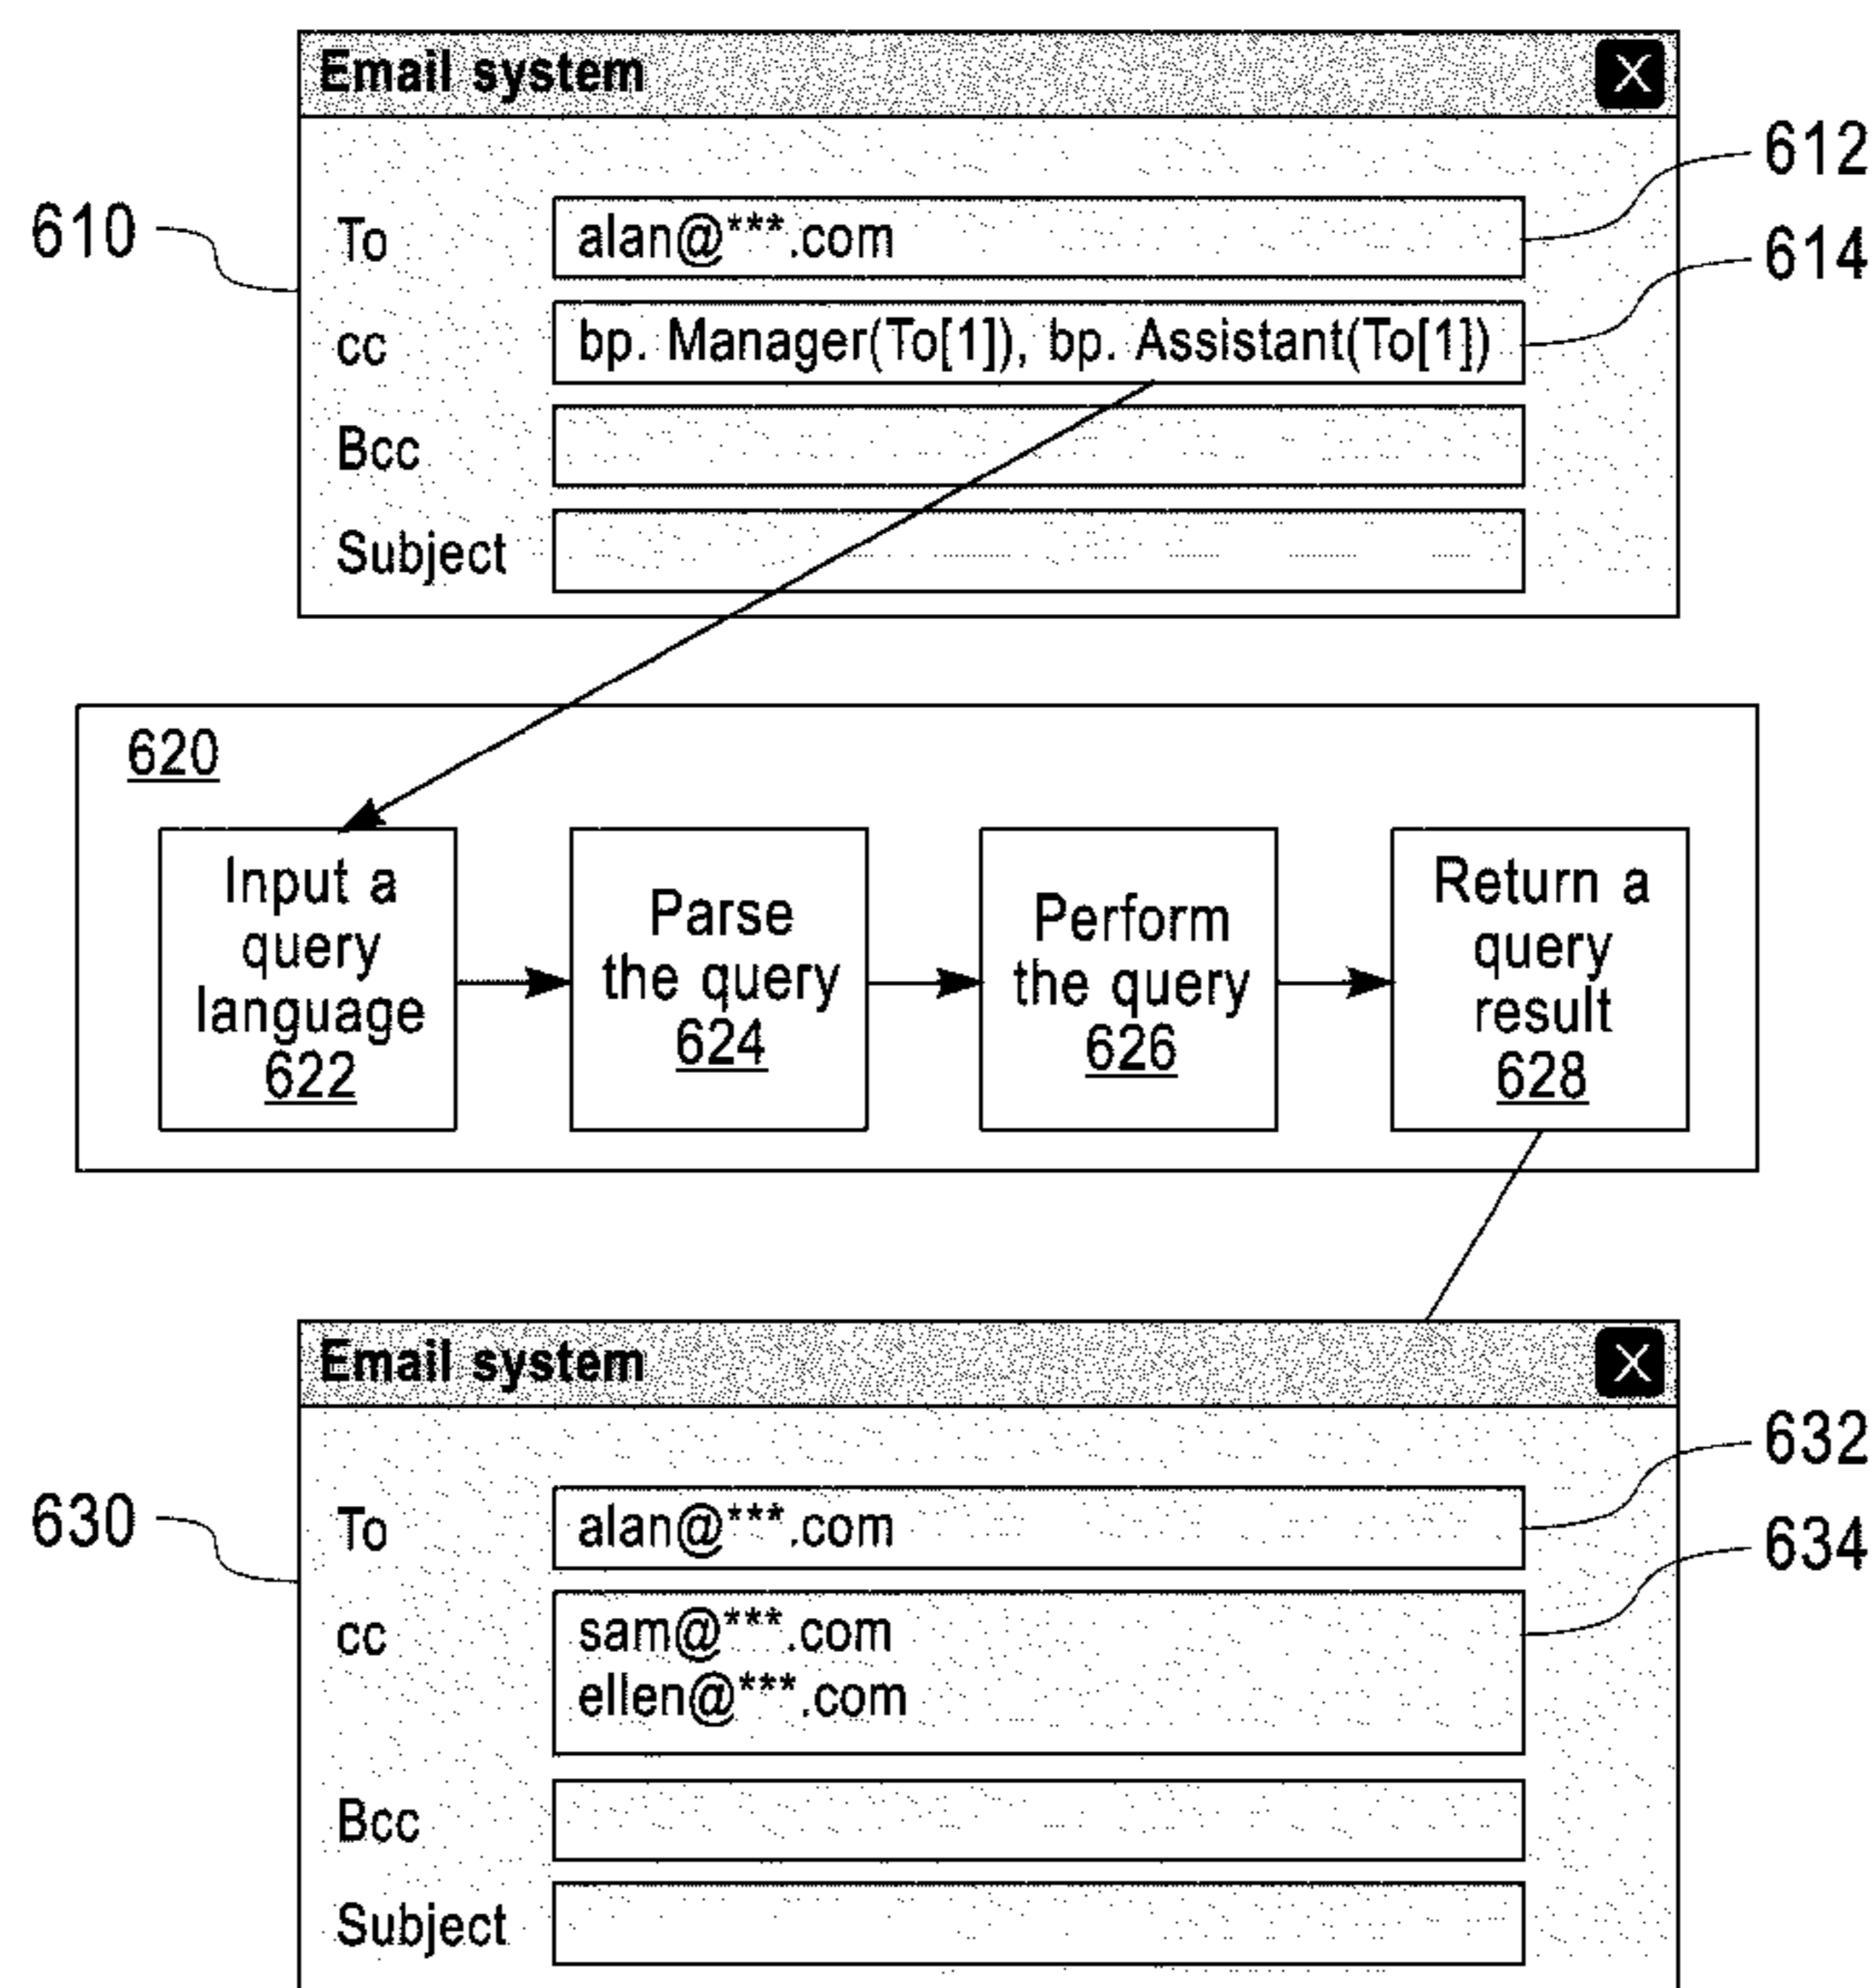 Email system X
612
610 To alan@***.com
614
cc bp. Manager(To[1]), bp. Assistant(To[1])
Bcc
Subject
620
Input a
query
language
622
Parse
the query
624
Perform
the query
626
Return a
query
result
628
Email system X
632
630 To alan@***.com
634
cc sam@***.com
ellen@***.com
Bcc
Subject